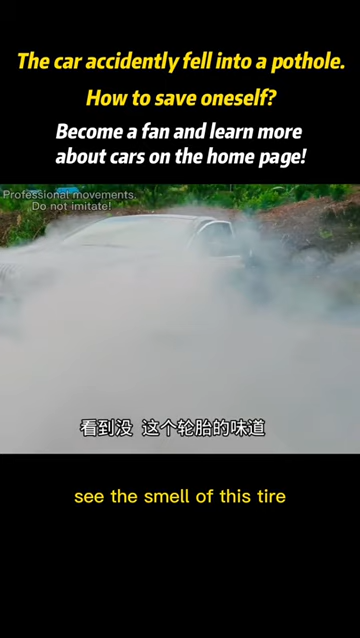 The car accidently fell into a pothole.
How to save oneself?
Become a fan and learn more
about cars on the home page!
Professional movements.
Do not imitate!
看到没 这个轮胎的味道
see the smell of this tire